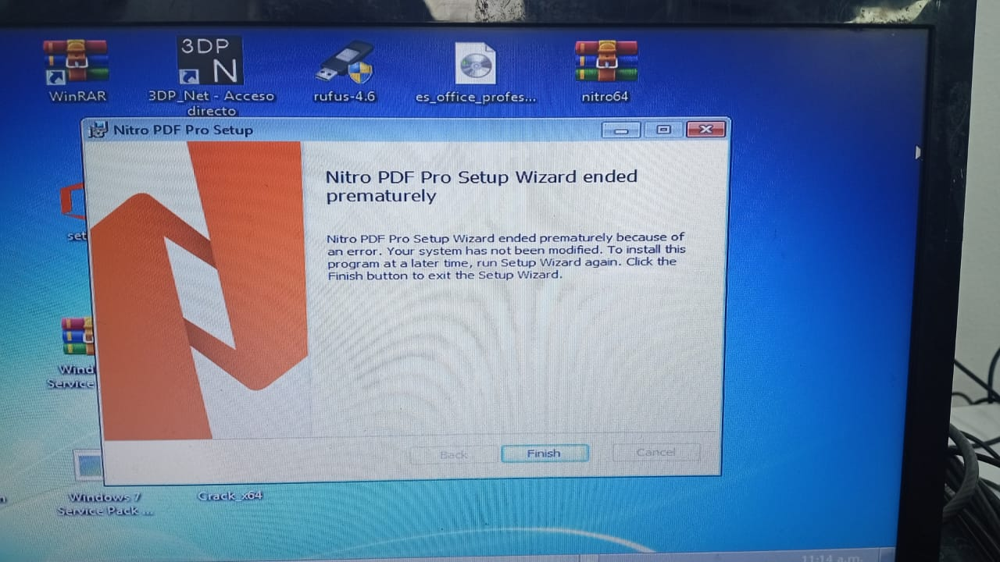 WinRAR
3DP
N
3DP_Net - Acceso
directo
rufus-4.6
es_office_profes...
nitro64
Nitro PDF Pro Setup
Nitro PDF Pro Setup Wizard ended
prematurely
Nitro PDF Pro Setup Wizard ended prematurely because of
an error. Your system has not been modified. To install this
program at a later time, run Setup Wizard again. Click the
Finish button to exit the Setup Wizard.
set
Wind
Service
Back
Finish
Cancel
Windows 7
Service Pack ...
Crack_x64
11:14 a.m.